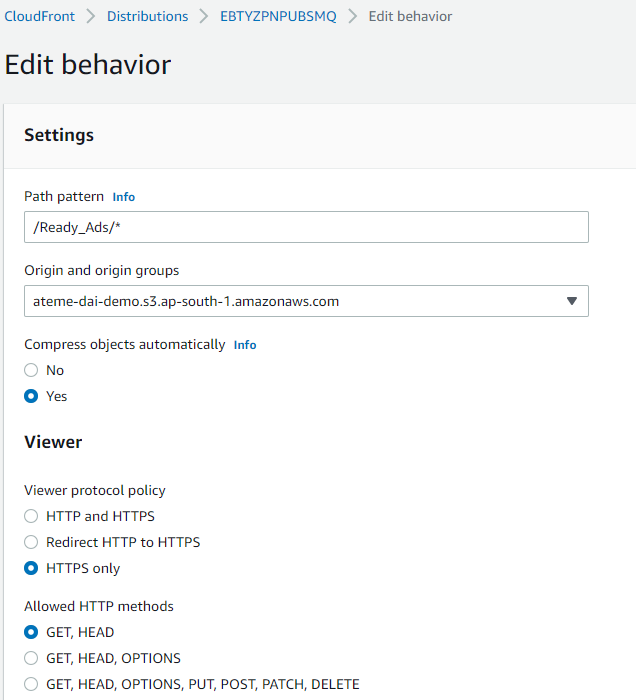 CloudFront > Distributions > EBTYZPNPUBSMQ > Edit behavior
Edit behavior
Settings
Path pattern Info
/Ready_Ads/*
Origin and origin groups
ateme-dai-demo.s3.ap-south-1.amazonaws.com
Compress objects automatically Info
No
Yes
Viewer
Viewer protocol policy
HTTP and HTTPS
Redirect HTTP to HTTPS
HTTPS only
Allowed HTTP methods
GET, HEAD
GET, HEAD, OPTIONS
GET, HEAD, OPTIONS, PUT, POST, PATCH, DELETE